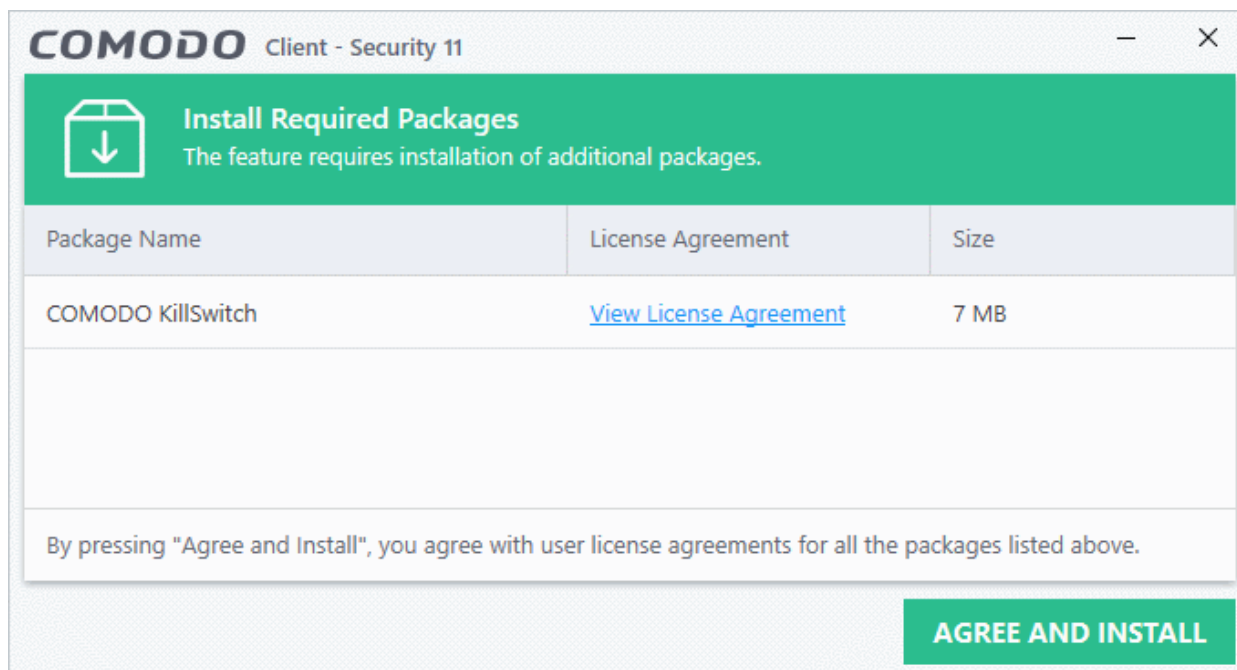 COMODO Client - Security 11
Install Required Packages
The feature requires installation of additional packages.
Package Name License Agreement Size
COMODO KillSwitch View License Agreement 7 MB
By pressing "Agree and Install", you agree with user license agreements for all the packages listed above.
AGREE AND INSTALL